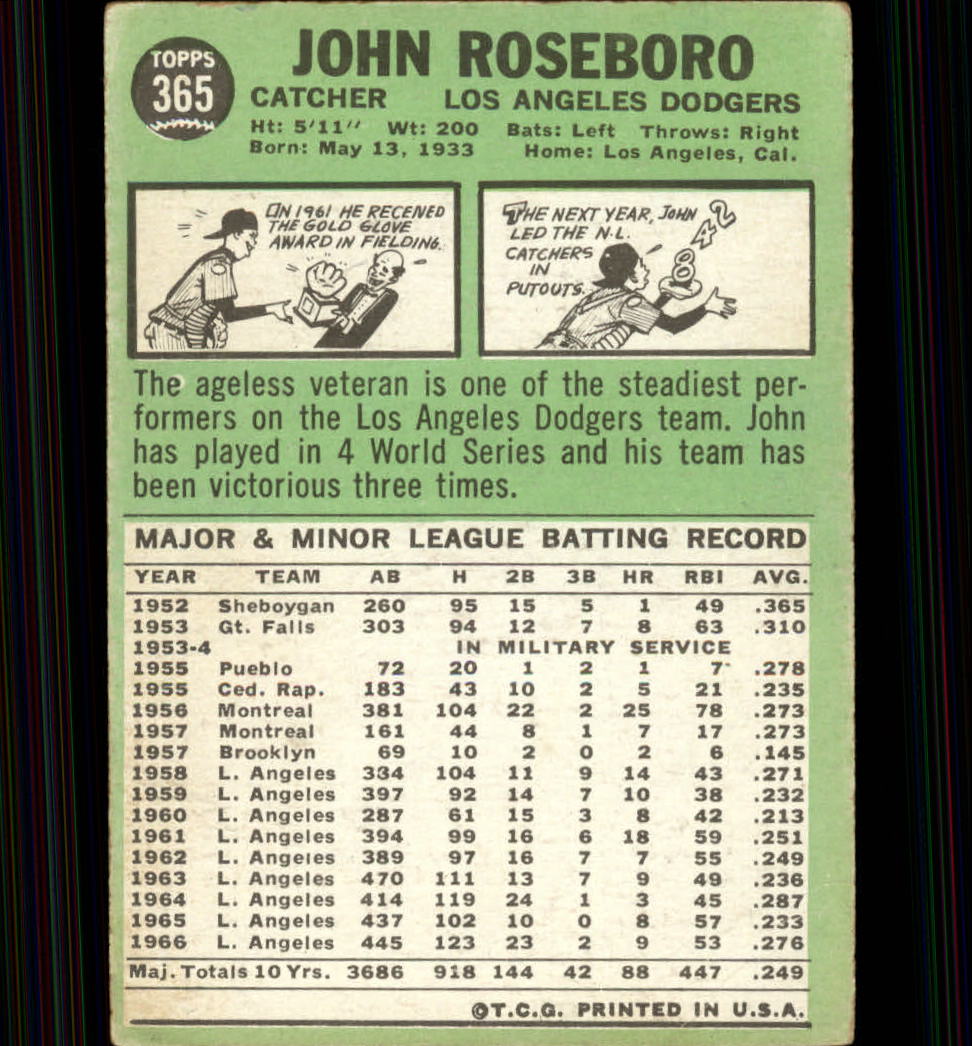 TOPPS
365
JOHN ROSEBORO
CATCHER LOS ANGELES DODGERS
Ht: 5'11" Wt: 200 Bats: Left Throws: Right
Born: May 13, 1933 Home: Los Angeles, Cal.
IN 1961 HE RECEIVED
THE GOLD GLOVE
AWARD IN FIELDING.
THE NEXT YEAR, JOHN
LED THE N.L.
CATCHERS
IN
PUTOUTS.
842
The ageless veteran is one of the steadiest per-
formers on the Los Angeles Dodgers team. John
has played in 4 World Series and his team has
been victorious three times.
MAJOR & MINOR LEAGUE BATTING RECORD
YEAR TEAM AB H 2B 3B HR RBI AVG.
1952 Sheboygan 260 95 15 5 1 49 .365
1953 Gt. Falls 303 94 12 7 8 63 .310
1953-4 IN MILITARY SERVICE
1955 Pueblo 72 20 1 2 1 7 .278
1955 Ced. Rap. 183 43 10 2 5 21 .235
1956 Montreal 381 104 22 2 25 78 .273
1957 Montreal 161 44 8 1 7 17 .273
1957 Brooklyn 69 10 2 0 2 6 .145
1958 L. Angeles 334 104 11 9 14 43 .271
1959 L. Angeles 397 92 14 7 10 38 .232
1960 L. Angeles 287 61 15 3 8 42 .213
1961 L. Angeles 394 99 16 6 18 59 .251
1962 L. Angeles 389 97 16 7 7 55 .249
1963 L. Angeles 470 111 13 7 9 49 .236
1964 L. Angeles 414 119 24 1 3 45 .287
1965 L. Angeles 437 102 10 0 8 57 .233
1966 L. Angeles 445 123 23 2 9 53 .276
Maj. Totals 10 Yrs. 3686 918 144 42 88 447 .249
©T.C.G. PRINTED IN U.S.A.